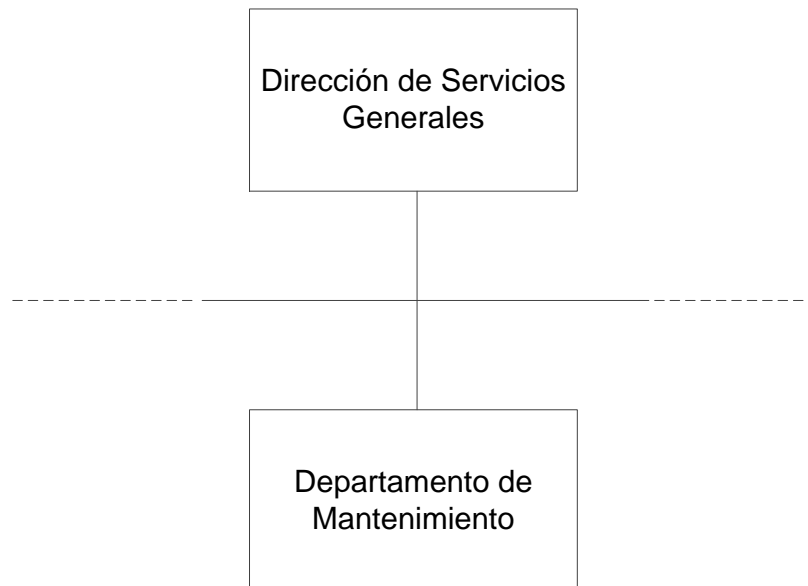 Dirección de Servicios
Generales
Departamento de
Mantenimiento